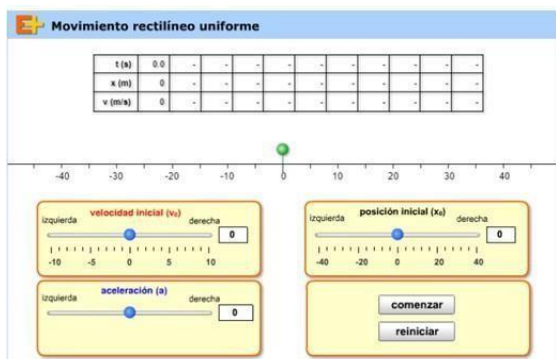 E+ Movimiento rectilíneo uniforme
t (s) 0.0 - - - - - - - - -
x (m) 0 - - - - - - - - -
v (m/s) 0 - - - - - - - - -
-40 -30 -20 -10 0 10 20 30 40
velocidad inicial (v₀)
izquierda derecha
0
-10 -5 0 5 10
posición inicial (x₀)
izquierda derecha
0
-40 -20 0 20 40
aceleración (a)
izquierda derecha
0
comenzar
reiniciar